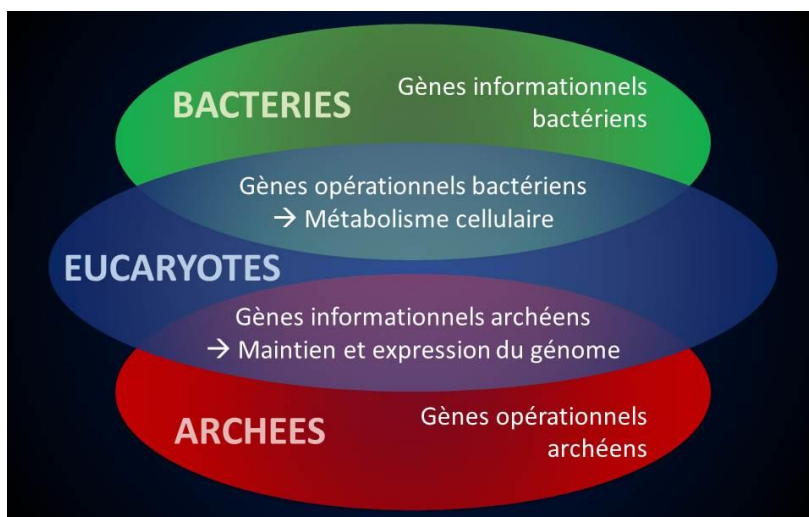 BACTERIES
Gènes informationnels
bactériens
Gènes opérationnels bactériens
→ Métabolisme cellulaire
EUCARYOTES
Gènes informationnels archéens
→ Maintien et expression du génome
ARCHEES
Gènes opérationnels
archéens